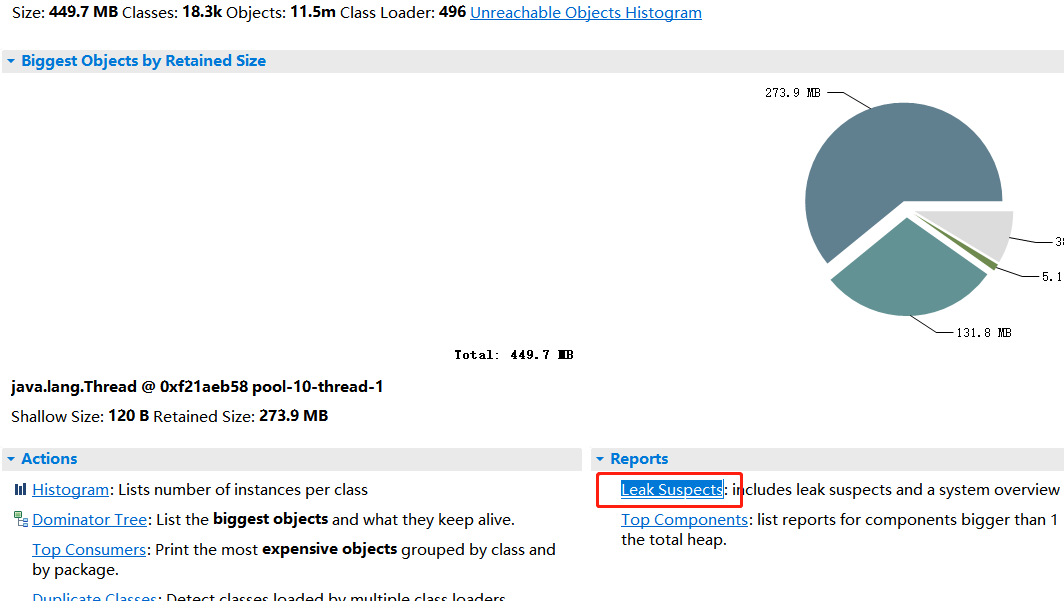 Size: 449.7 MB Classes: 18.3k Objects: 11.5m Class Loader: 496 Unreachable Objects Histogram
Biggest Objects by Retained Size
273.9 MB
5.1
131.8 MB
Total: 449.7 MB
java.lang.Thread @ 0xf21aeb58 pool-10-thread-1
Shallow Size: 120 B Retained Size: 273.9 MB
Actions
Histogram: Lists number of instances per class
Dominator Tree: List the biggest objects and what they keep alive.
Top Consumers: Print the most expensive objects grouped by class and
by package.
Duplicate Classes: Detect classes loaded by multiple class loaders.
Reports
Leak Suspects: includes leak suspects and a system overview
Top Components: list reports for components bigger than 1
the total heap.